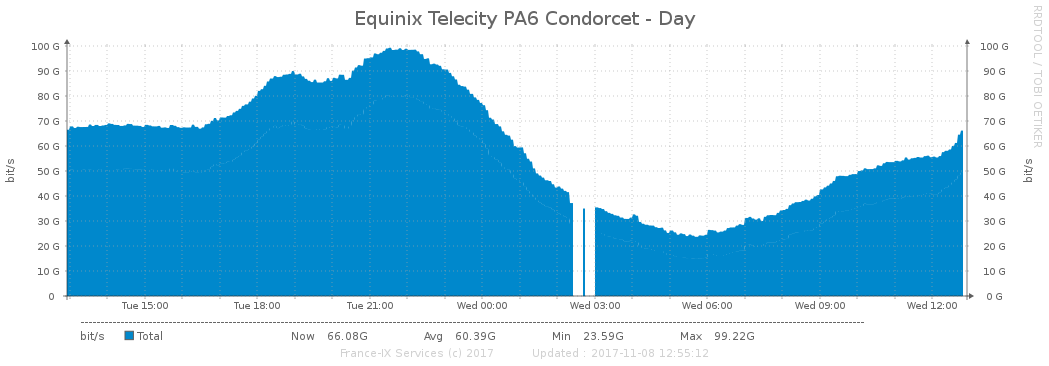 Equinix Telecity PA6 Condorcet - Day
RRDTOOL / TOBI OETIKER
bit/s
100 G 100 G
90 G 90 G
80 G 80 G
70 G 70 G
60 G 60 G
50 G 50 G
40 G 40 G
30 G 30 G
20 G 20 G
10 G 10 G
0 0 G
bit/s
Tue 15:00 Tue 18:00 Tue 21:00 Wed 00:00 Wed 03:00 Wed 06:00 Wed 09:00 Wed 12:00
bit/s Total Now 66.08G Avg 60.39G Min 23.59G Max 99.22G
France-IX Services (c) 2017 Updated : 2017-11-08 12:55:12